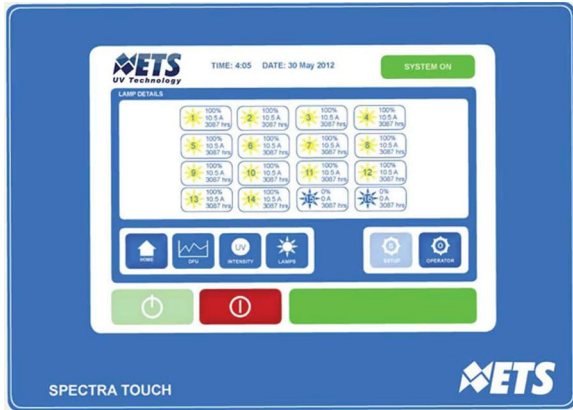 ETS
UV Technology
TIME: 4:05 DATE: 30 May 2012
SYSTEM ON
LAMP DETAILS
1 100% 10.5 A 3087 hrs
2 100% 10.5 A 3087 hrs
3 100% 10.5 A 3087 hrs
4 100% 10.5 A 3087 hrs
5 100% 10.5 A 3087 hrs
6 100% 10.5 A 3087 hrs
7 100% 10.5 A 3087 hrs
8 100% 10.5 A 3087 hrs
9 100% 10.5 A 3087 hrs
10 100% 10.5 A 3087 hrs
11 100% 10.5 A 3087 hrs
12 100% 10.5 A 3087 hrs
13 100% 10.5 A 3087 hrs
14 100% 10.5 A 3087 hrs
15 0% 0 A 3087 hrs
16 0% 0 A 3087 hrs
HOME
DFU
UV
INTENSITY
LAMPS
SETUP
OPERATOR
SPECTRA TOUCH
ETS